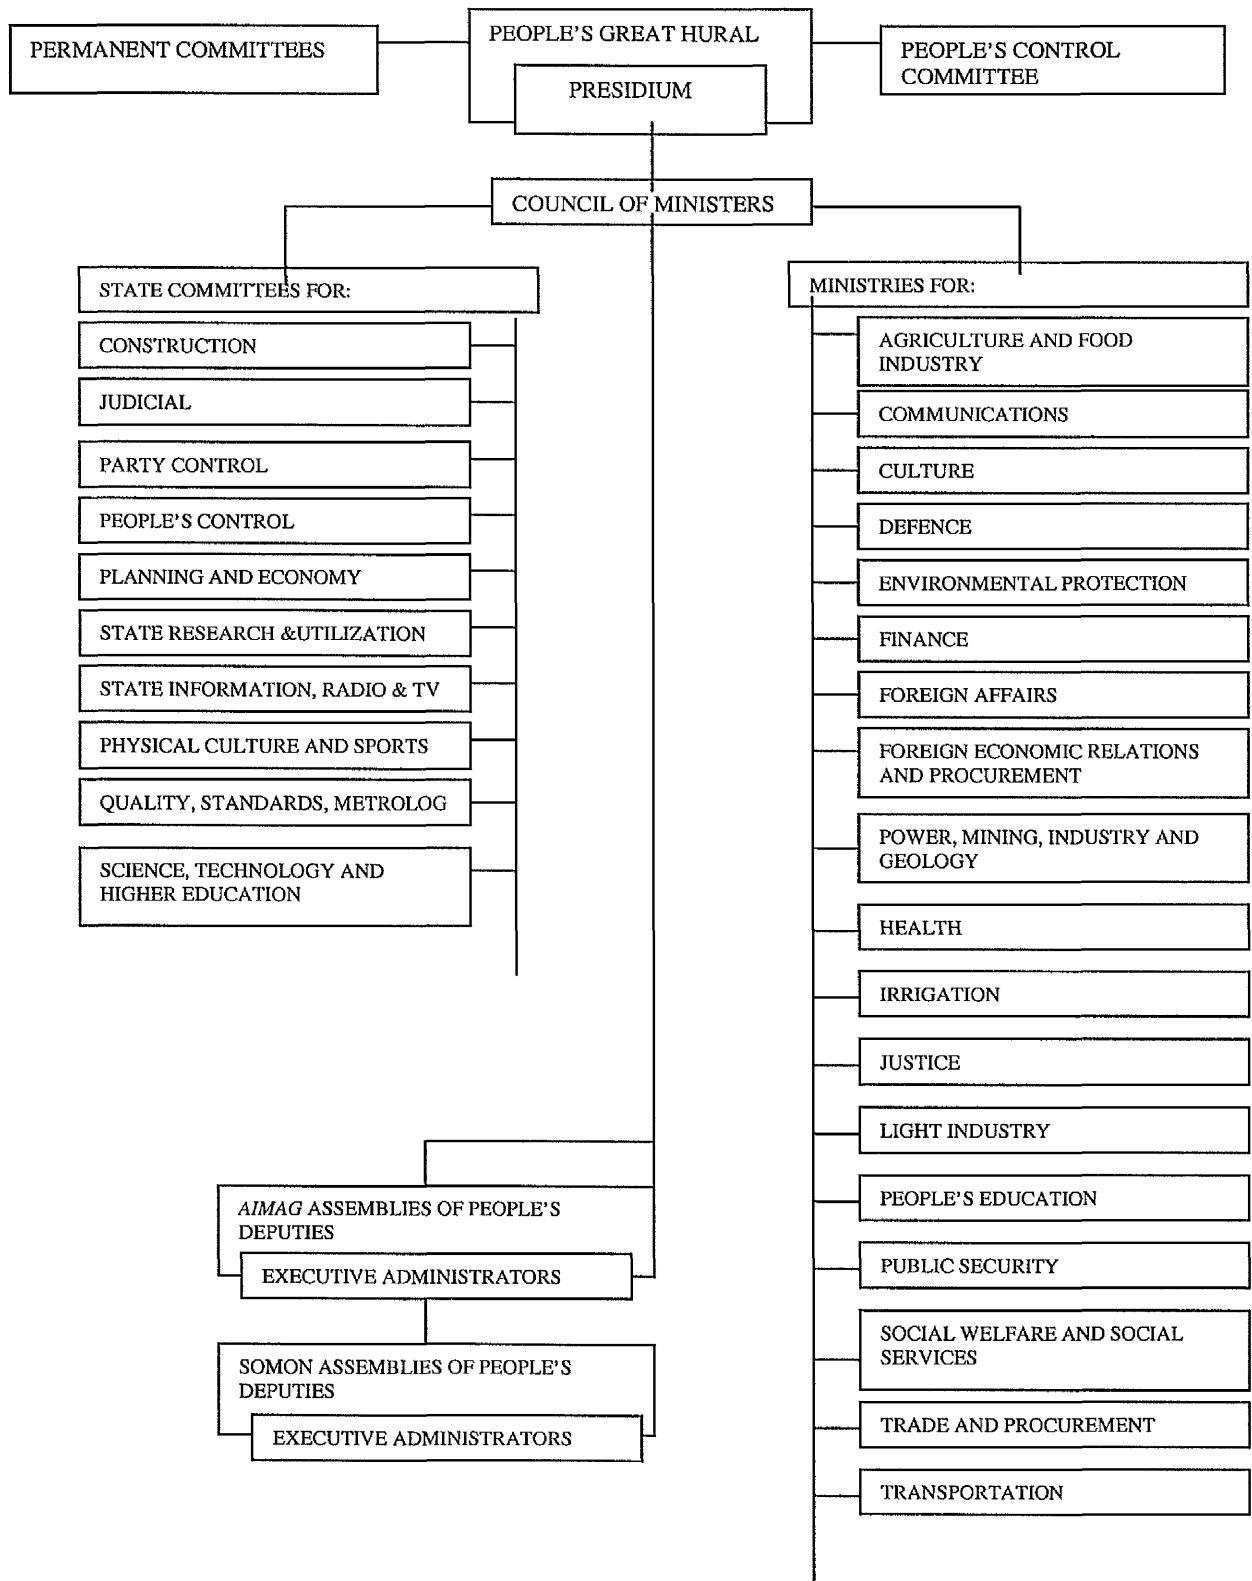 PERMANENT COMMITTEES
PEOPLE'S GREAT HURAL
PRESIDIUM
PEOPLE'S CONTROL
COMMITTEE
COUNCIL OF MINISTERS
STATE COMMITTEES FOR:
CONSTRUCTION
JUDICIAL
PARTY CONTROL
PEOPLE'S CONTROL
PLANNING AND ECONOMY
STATE RESEARCH &UTILIZATION
STATE INFORMATION, RADIO & TV
PHYSICAL CULTURE AND SPORTS
QUALITY, STANDARDS, METROLOG
SCIENCE, TECHNOLOGY AND
HIGHER EDUCATION
MINISTRIES FOR:
AGRICULTURE AND FOOD
INDUSTRY
COMMUNICATIONS
CULTURE
DEFENCE
ENVIRONMENTAL PROTECTION
FINANCE
FOREIGN AFFAIRS
FOREIGN ECONOMIC RELATIONS
AND PROCUREMENT
POWER, MINING, INDUSTRY AND
GEOLOGY
HEALTH
IRRIGATION
JUSTICE
LIGHT INDUSTRY
PEOPLE'S EDUCATION
PUBLIC SECURITY
SOCIAL WELFARE AND SOCIAL
SERVICES
TRADE AND PROCUREMENT
TRANSPORTATION
AIMAG ASSEMBLIES OF PEOPLE'S
DEPUTIES
EXECUTIVE ADMINISTRATORS
SOMON ASSEMBLIES OF PEOPLE'S
DEPUTIES
EXECUTIVE ADMINISTRATORS